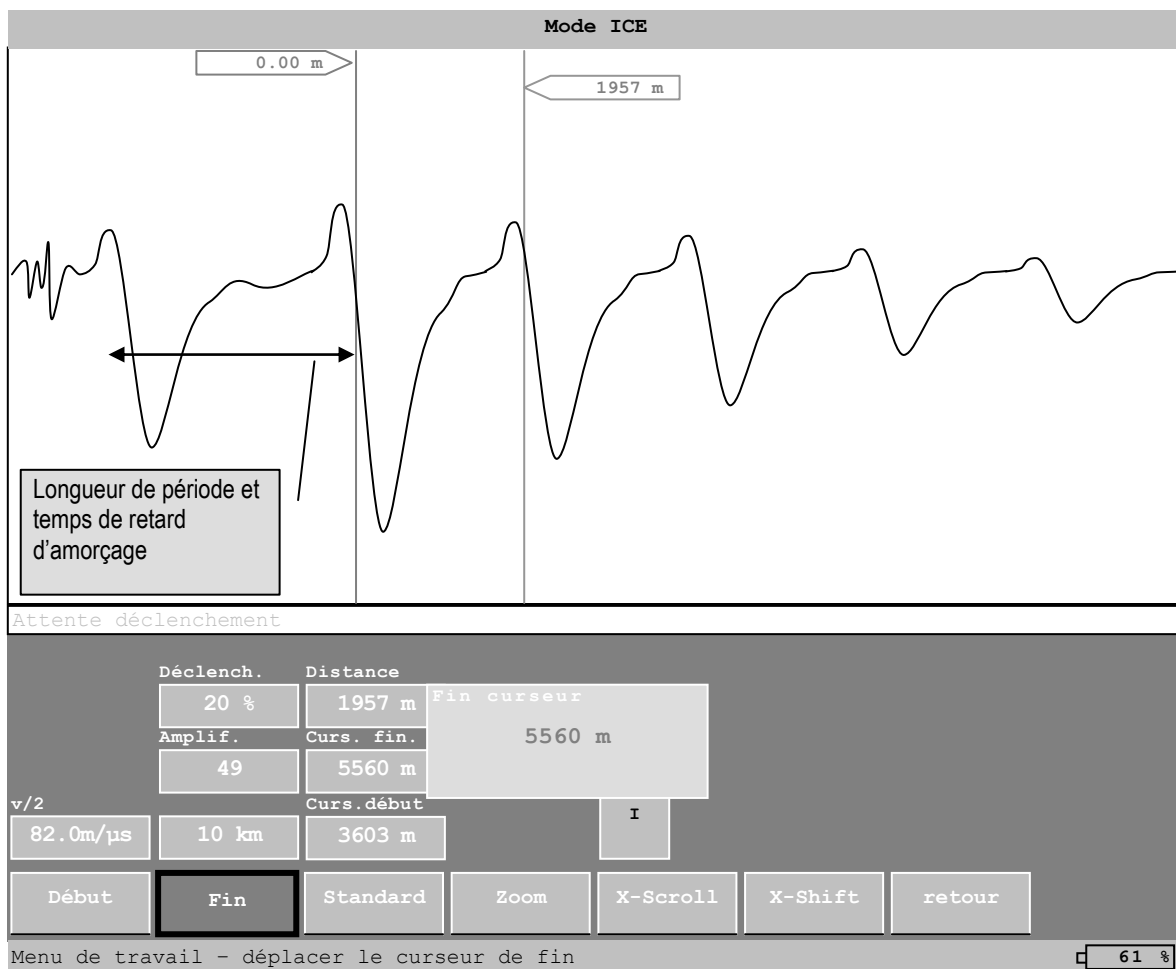 Mode ICE
0.00 m
1957 m
Longueur de période et
temps de retard
d'amorçage
Attente déclenchement
Déclench. Distance
20 % 1957 m
Fin curseur
5560 m
Amplif. Curs. fin.
49 5560 m
v/2 Curs.début
I
82.0m/µs 10 km 3603 m
Début Fin Standard Zoom X-Scroll X-Shift retour
Menu de travail – déplacer le curseur de fin 61 %